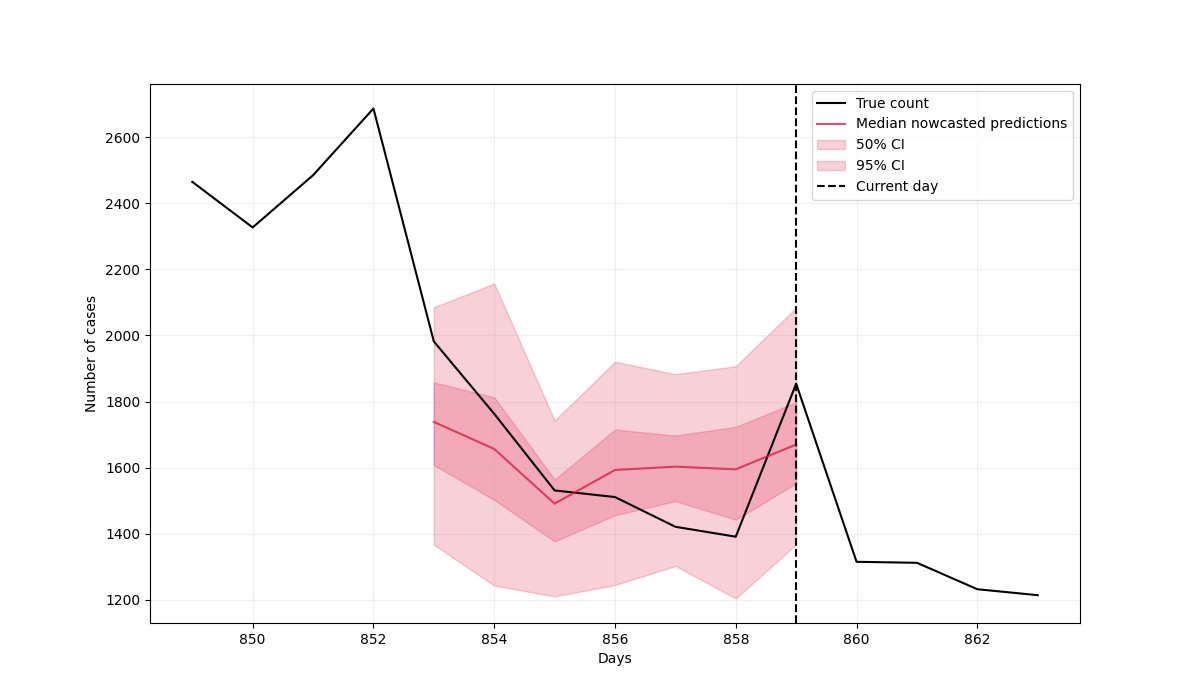 True count
Median nowcasted predictions
50% CI
95% CI
Current day
2600
2400
2200
2000
1800
1600
1400
1200
Number of cases
850 852 854 856 858 860 862
Days